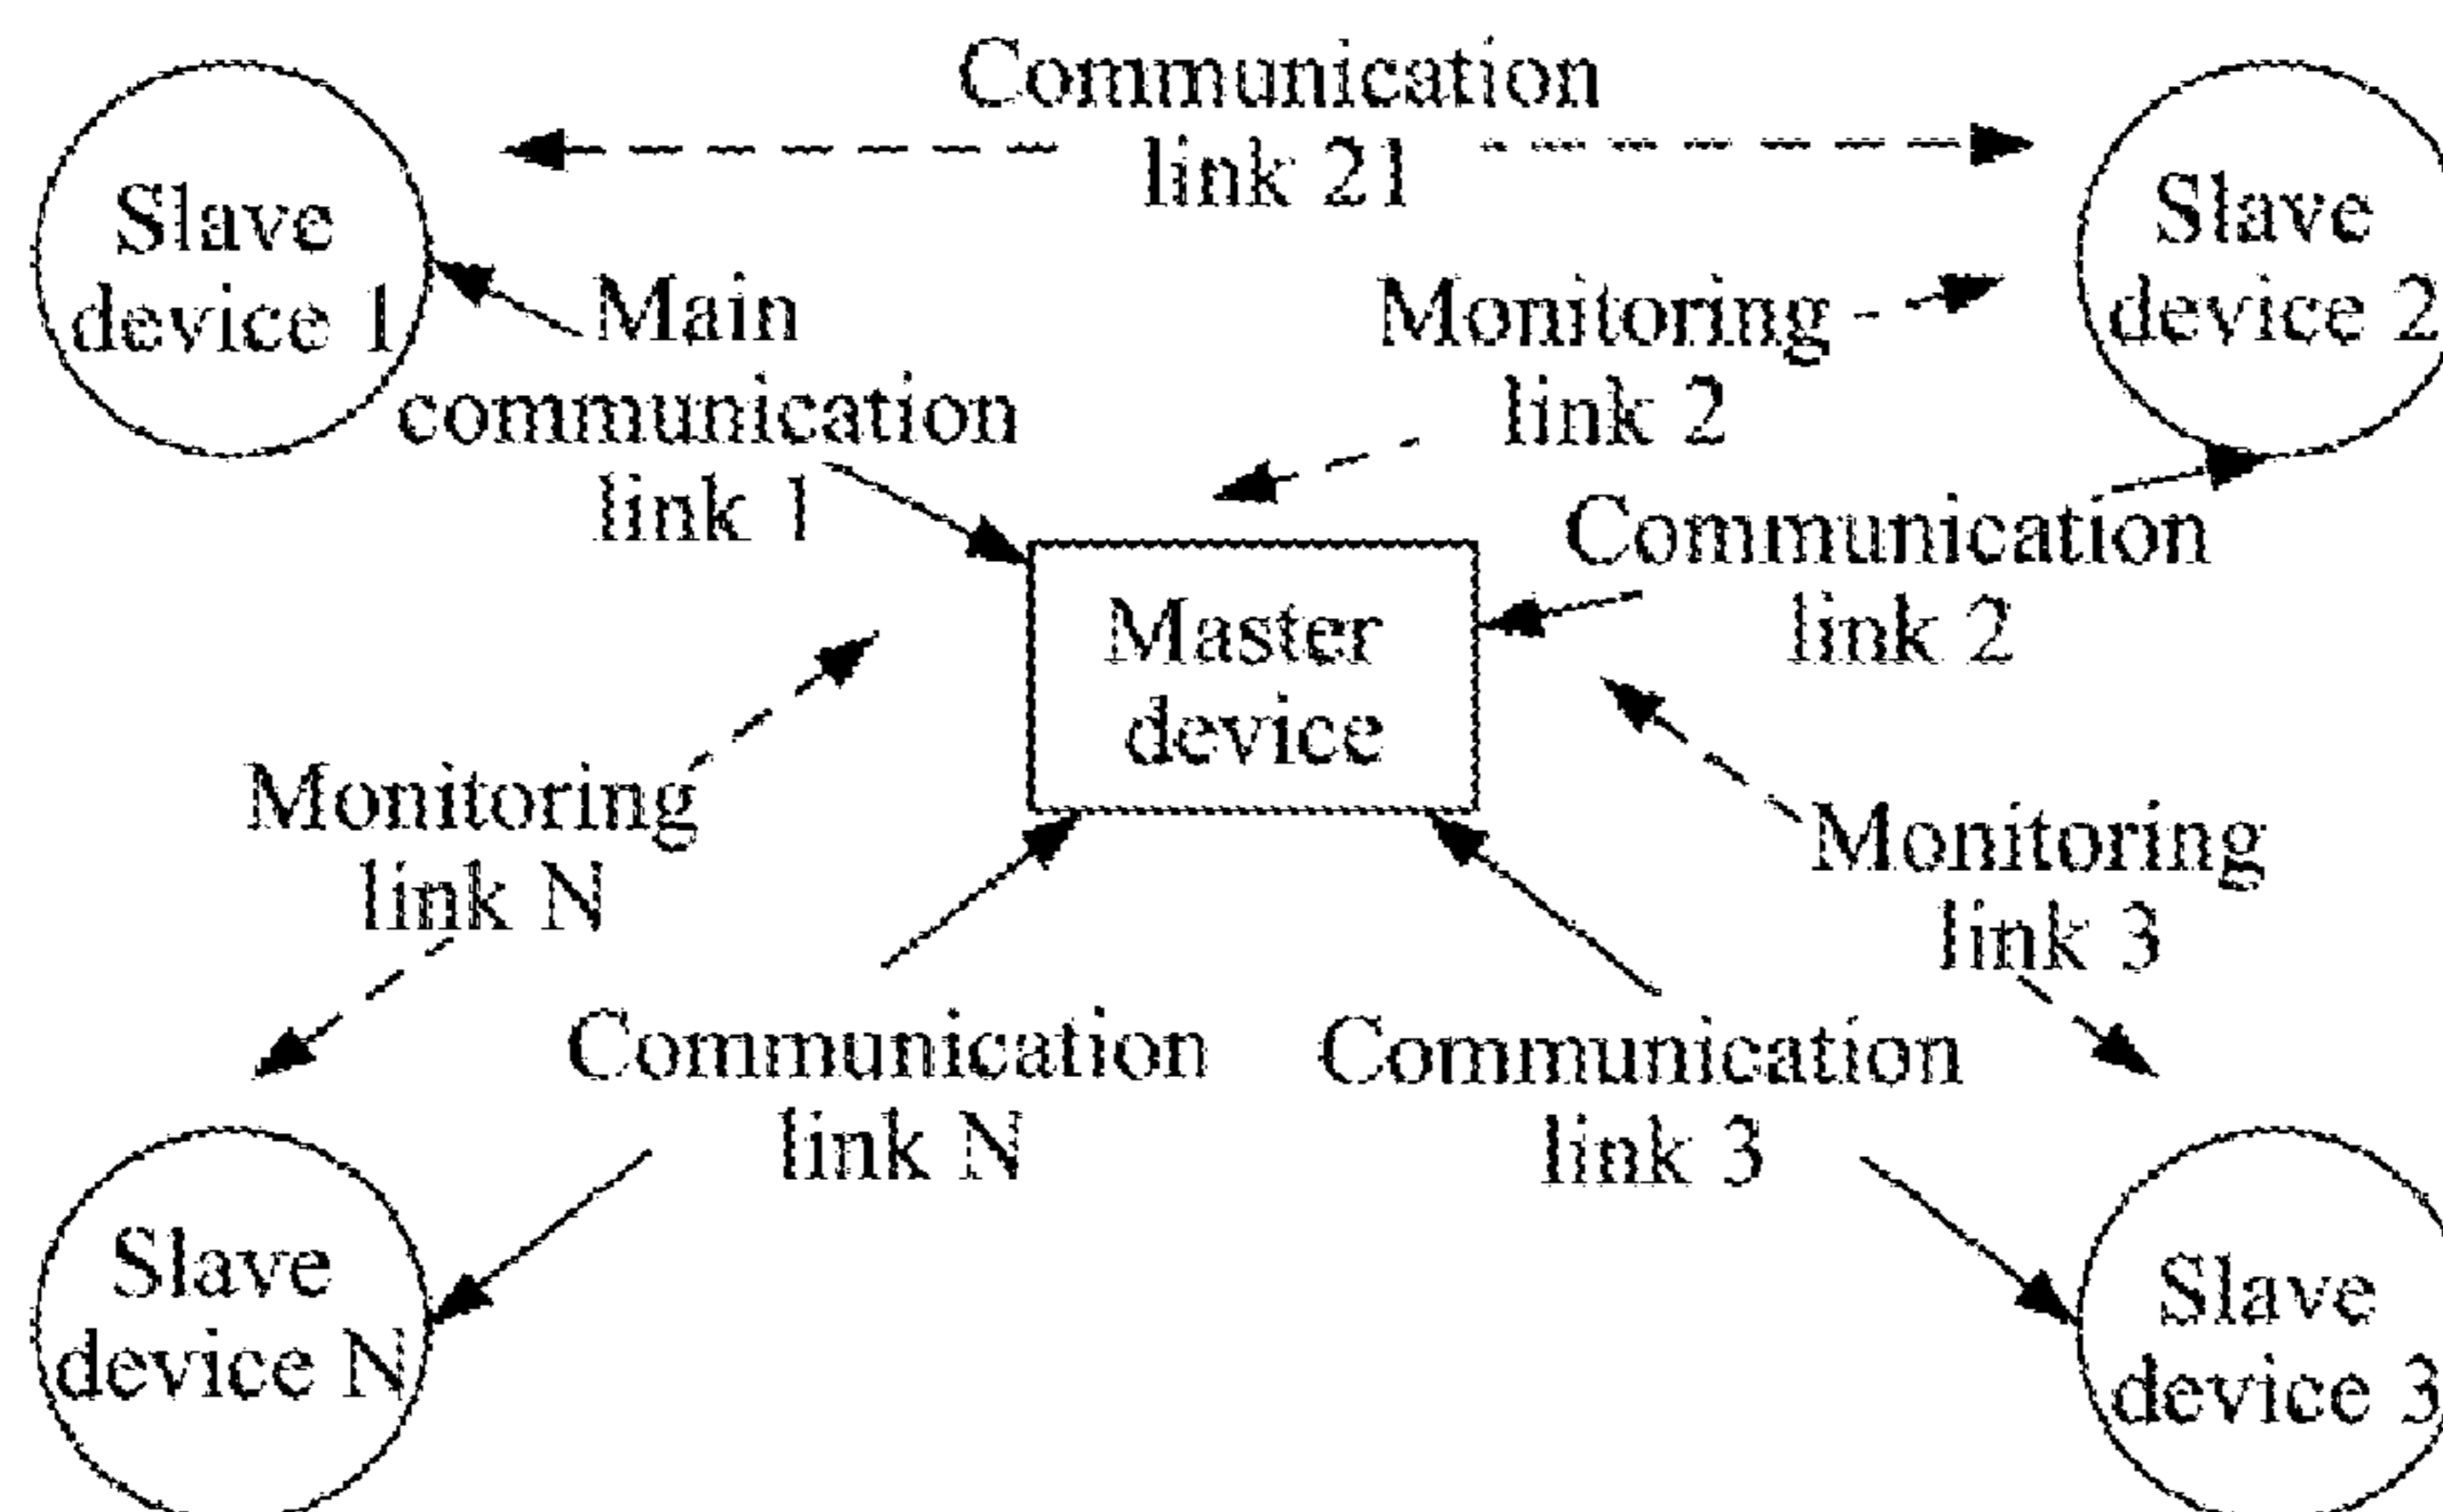 Communication
link 21
Slave
device 1
Slave
device 2
Main
communication
link 1
Monitoring
link 2
Communication
link 2
Master
device
Monitoring
link N
Monitoring
link 3
Communication
link N
Communication
link 3
Slave
device N
Slave
device 3